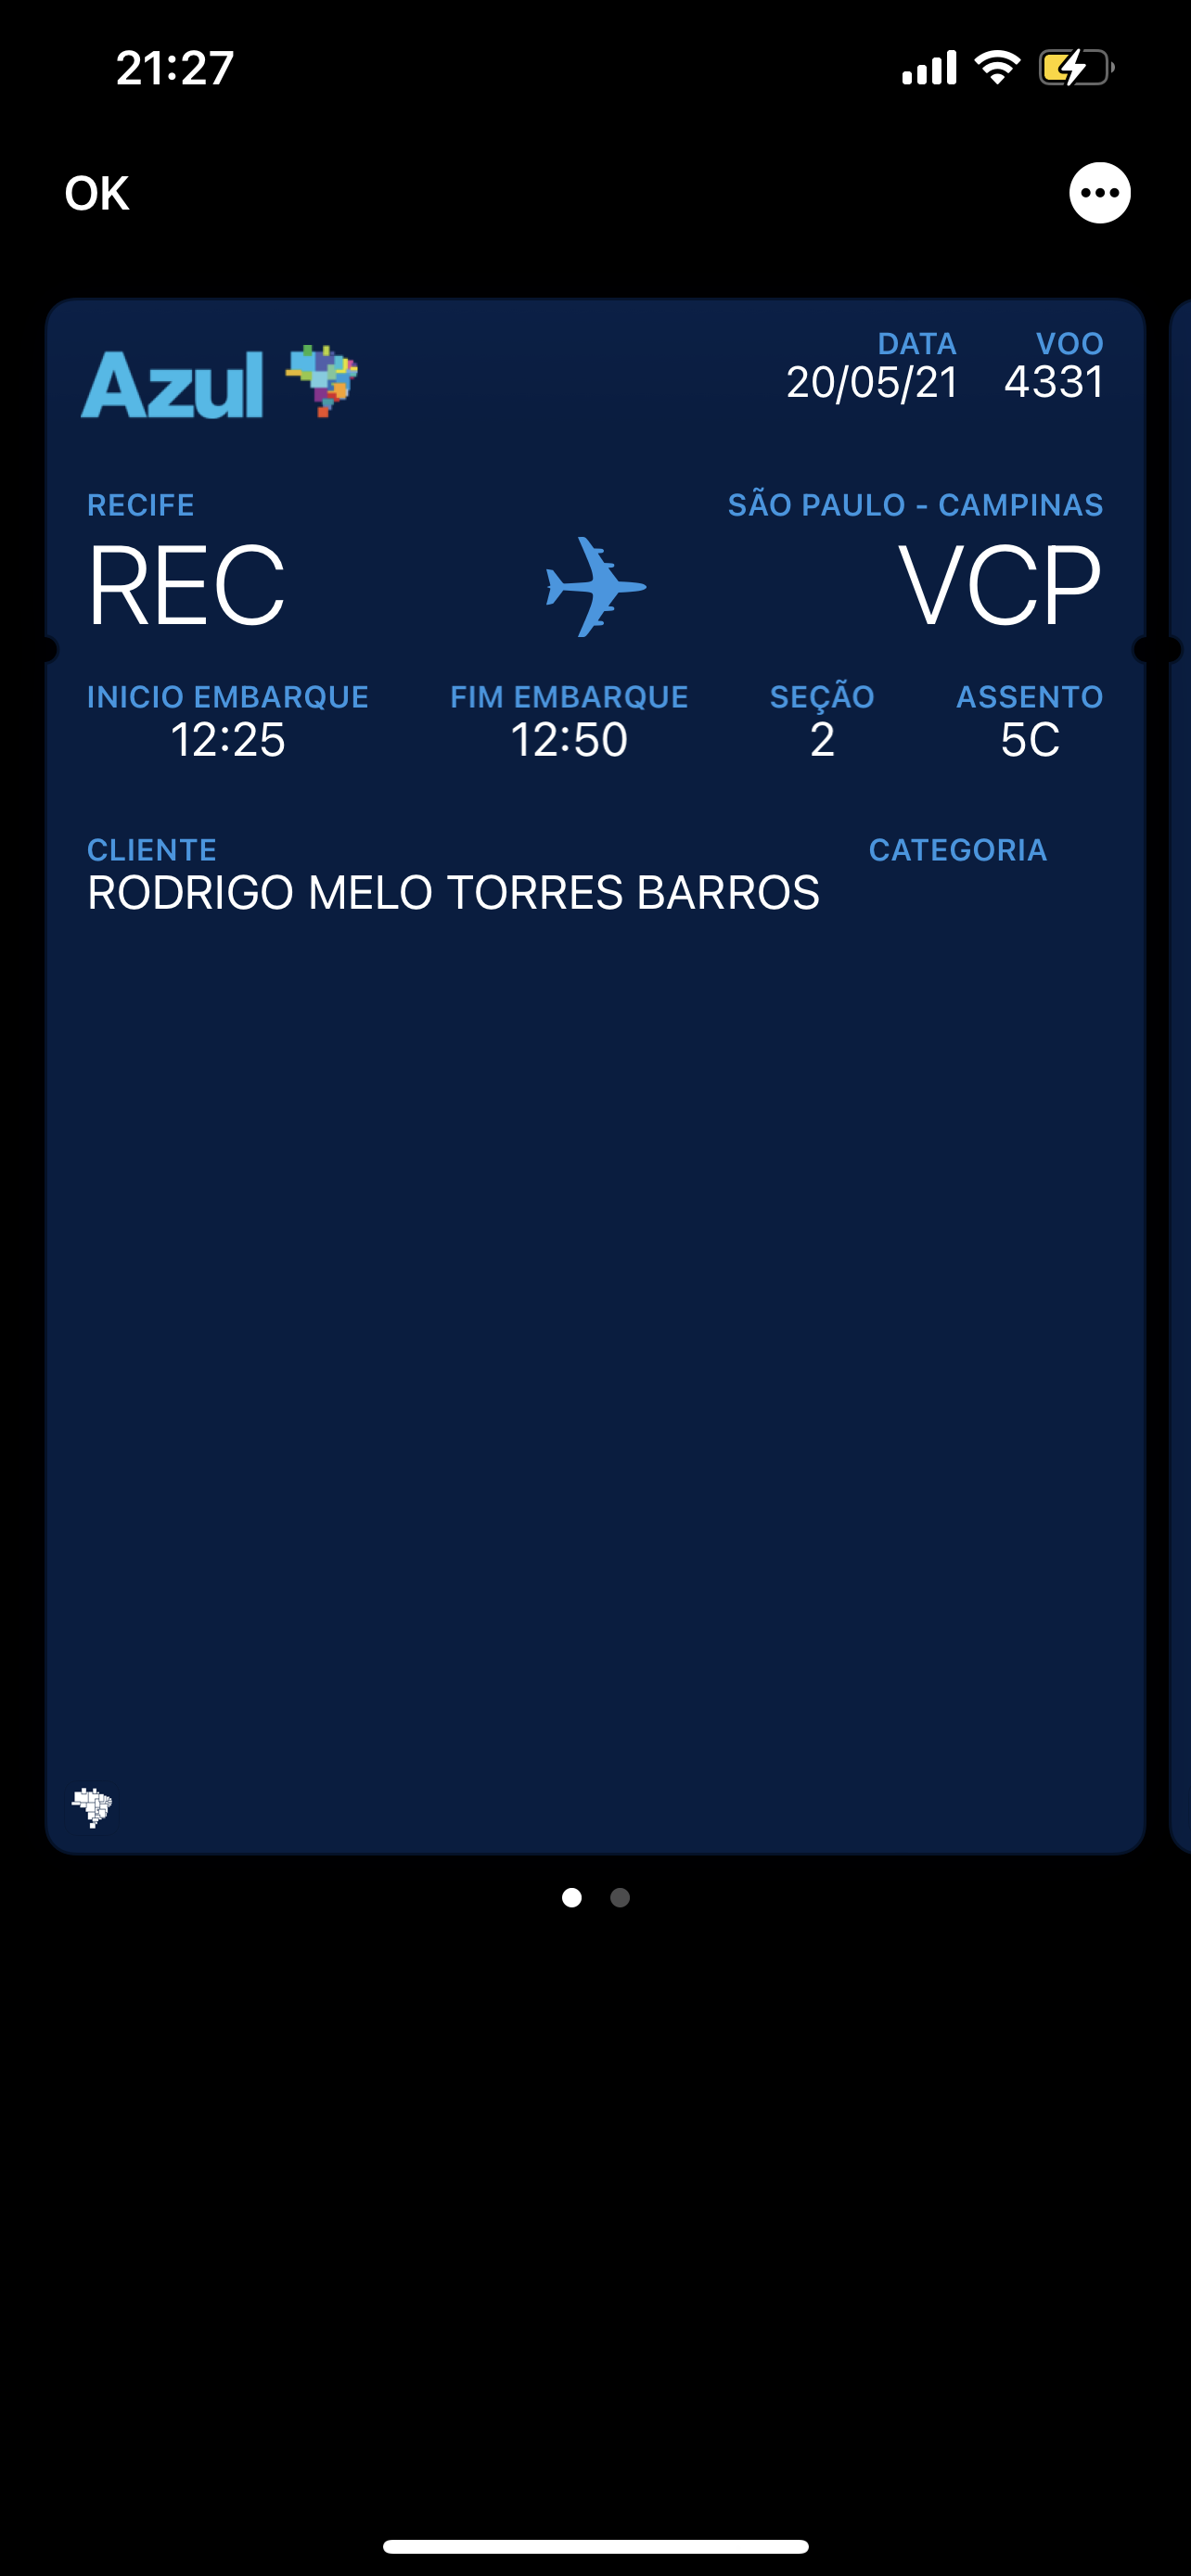 21:27
OK
Azul
DATA VOO
20/05/21 4331
RECIFE SÃO PAULO - CAMPINAS
REC VCP
INICIO EMBARQUE FIM EMBARQUE SEÇÃO ASSENTO
12:25 12:50 2 5C
CLIENTE CATEGORIA
RODRIGO MELO TORRES BARROS